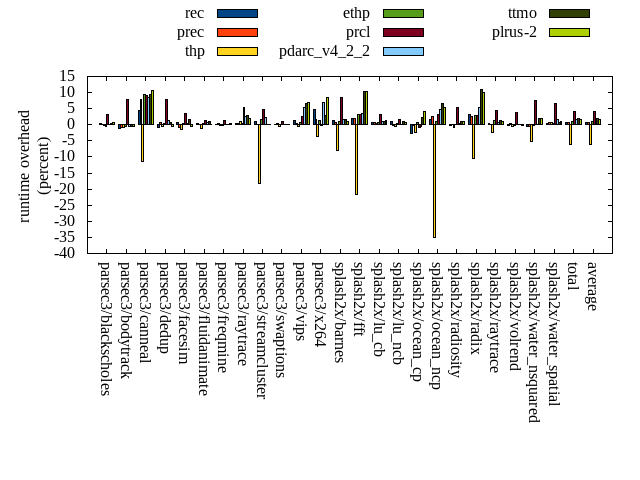 rec ethp ttmo
prec prcl plrus-2
thp pdarc_v4_2_2
runtime overhead
(percent)
15
10
5
0
-5
-10
-15
-20
-25
-30
-35
-40
parsec3/blackscholes
parsec3/bodytrack
parsec3/canneal
parsec3/dedup
parsec3/facesim
parsec3/fluidanimate
parsec3/freqmine
parsec3/raytrace
parsec3/streamcluster
parsec3/swaptions
parsec3/vips
parsec3/x264
splash2x/barnes
splash2x/fft
splash2x/lu_cb
splash2x/lu_ncb
splash2x/ocean_cp
splash2x/ocean_ncp
splash2x/radiosity
splash2x/radix
splash2x/raytrace
splash2x/volrend
splash2x/water_nsquared
splash2x/water_spatial
total
average